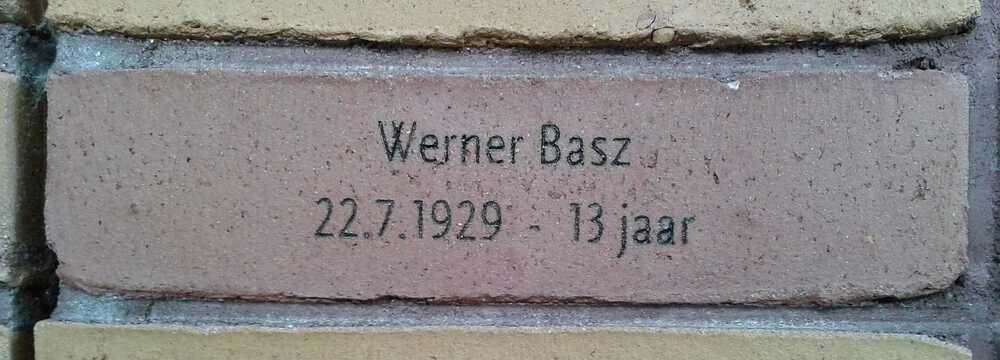 Werner Basz
22.7.1929 - 13 jaar